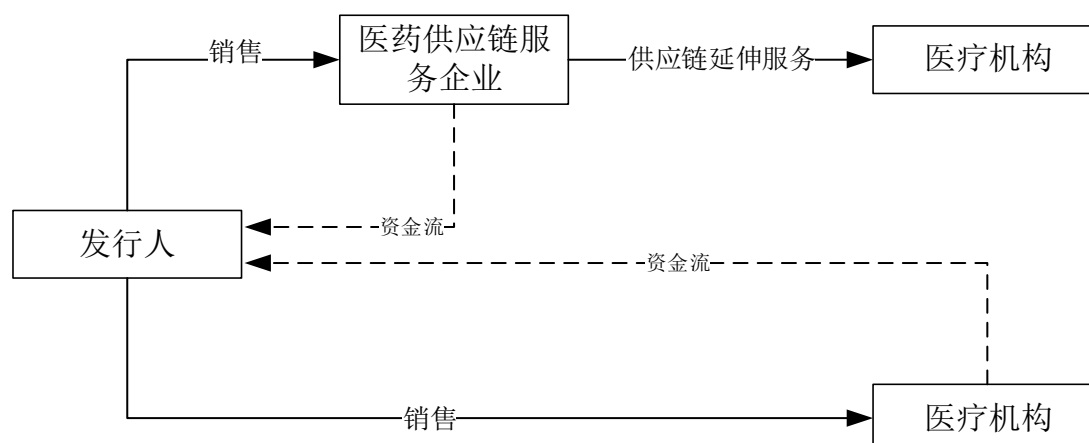 销售
医药供应链服
务企业
供应链延伸服务
医疗机构
资金流
发行人
资金流
销售
医疗机构